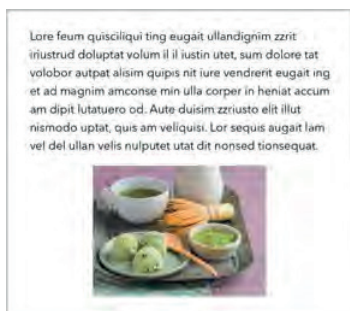 Lore feum quisciliqui ting eugait ullandignim zzrit
iriustrud doluptat volum il il iustin utet, sum dolore tat
volobor autpat alisim quipis nit iure vendrerit eugait ing
et ad magnim amconse min ulla corper in heniat accum
am dipit lutatuero od. Aute duisim zzriusto elit illut
nismodo uptat, quis am veliquisi. Lor sequis augait lam
vel del ullan velis nulputet utat dit nonsed tionsequat.